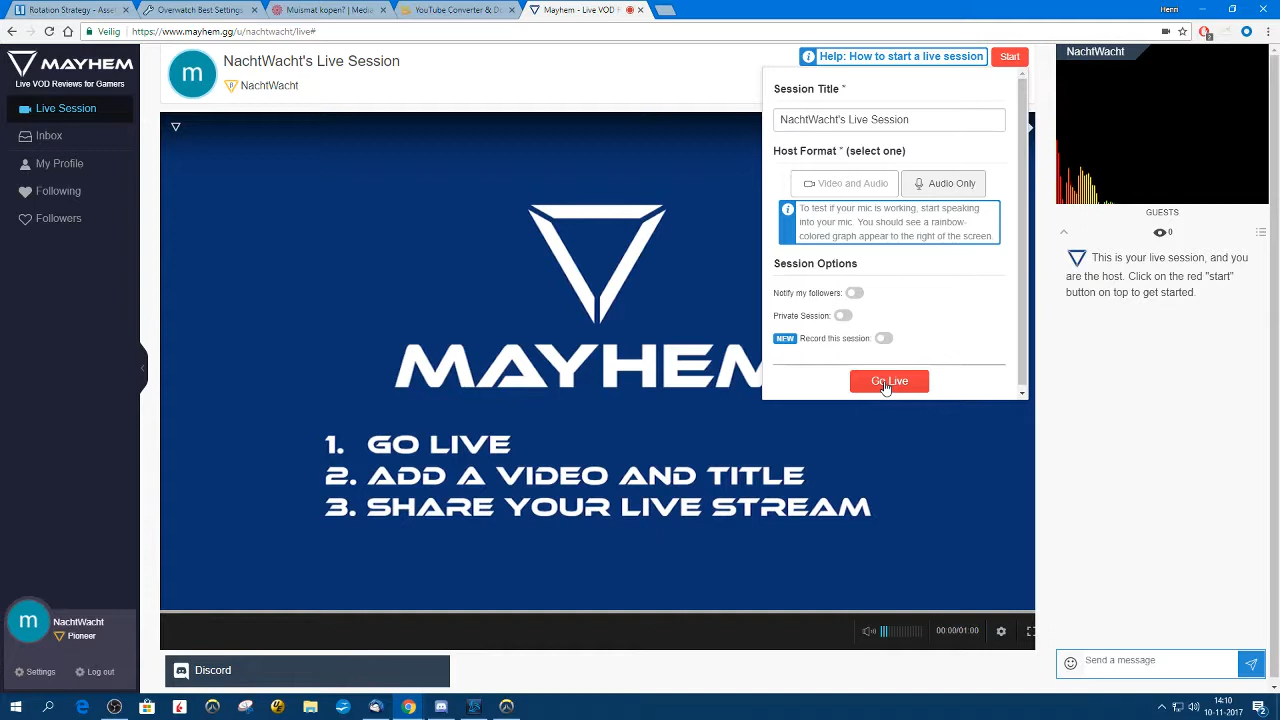 Rotation Strategy - Asse
Overwatch Best Settings
Muismat kopen? | Media
YouTube Converter & Do
Mayhem - Live VOD F
Henn
Veilig
https://www.mayhem.gg/u/nachtwacht/live#
2
MAYHEM
Live VOD Reviews for Gamers
Live Session
Inbox
My Profile
Following
Followers
m
NachtWacht
Pioneer
Settings
Log out
m
NachtWacht Live Session
NachtWacht
Help: How to start a live session
Start
Session Title *
NachtWacht's Live Session
Host Format * (select one)
Video and Audio
Audio Only
To test if your mic is working, start speaking
into your mic. You should see a rainbow-
colored graph appear to the right of the screen.
Session Options
Notify my followers:
Private Session:
NEW Record this session:
Go Live
MAYHEM
1. GO LIVE
2. ADD A VIDEO AND TITLE
3. SHARE YOUR LIVE STREAM
00:00/01:00
Discord
NachtWacht
GUESTS
0
This is your live session, and you
are the host. Click on the red "start"
button on top to get started.
Send a message
14:10
10-11-2017
2